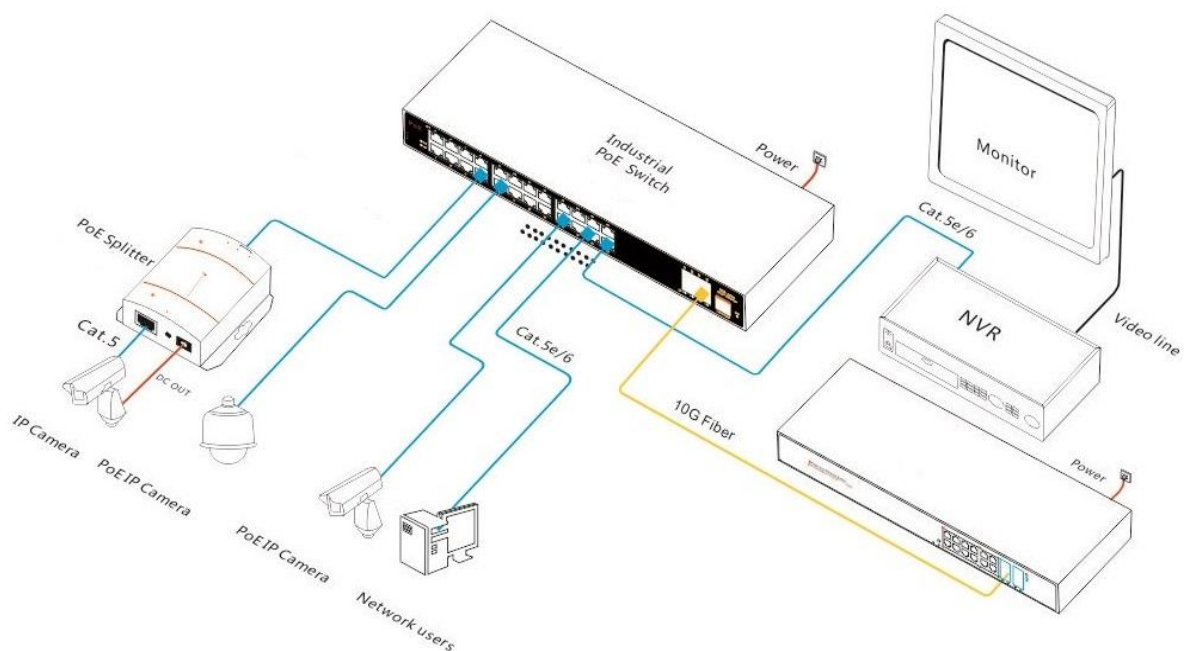 Industrial
PoE Switch
Power
Monitor
Cat.5e/6
PoE Splitter
NVR
Video line
Cat.5
DC OUT
Cat.5e/6
10G Fiber
IP Camera
PoE IP Camera
Power
PoE IP Camera
Network users